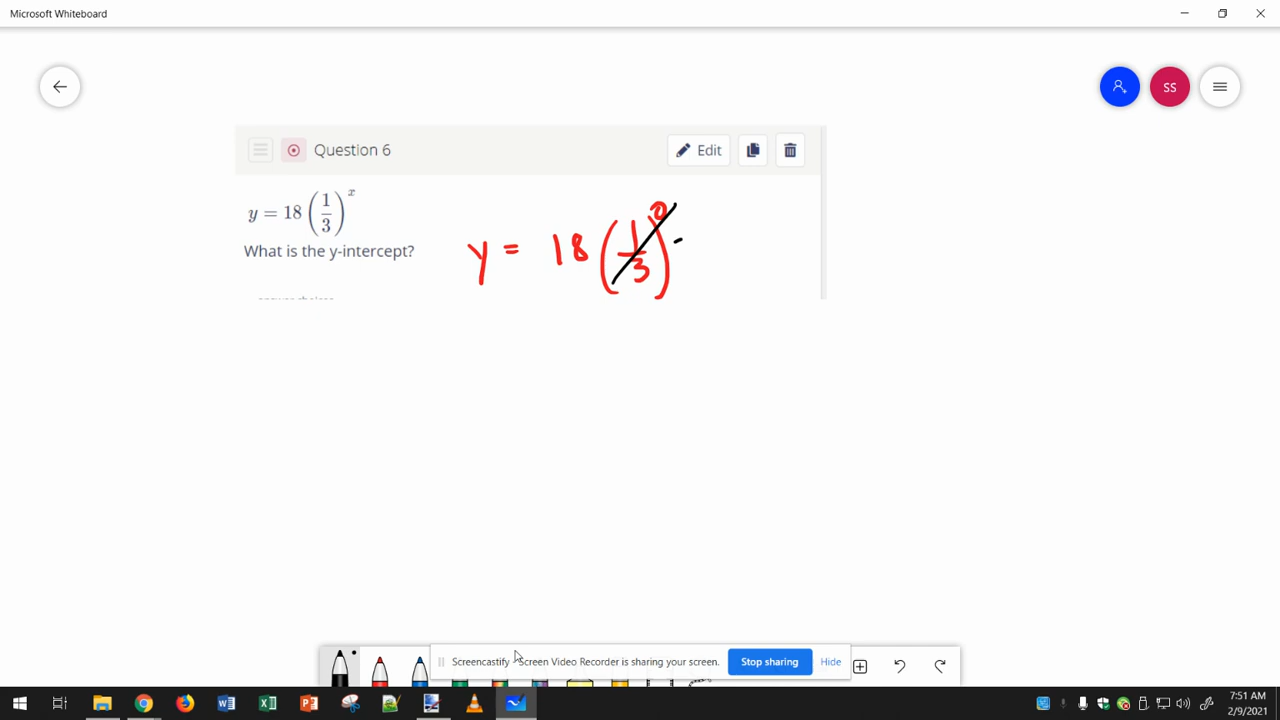 Microsoft Whiteboard
SS
Question 6
Edit
y = 18 (1/3)^x
What is the y-intercept?
y = 18 (1/3)^0
Screencastify - Screen Video Recorder is sharing your screen.
Stop sharing
Hide
7:51 AM
2/9/2021